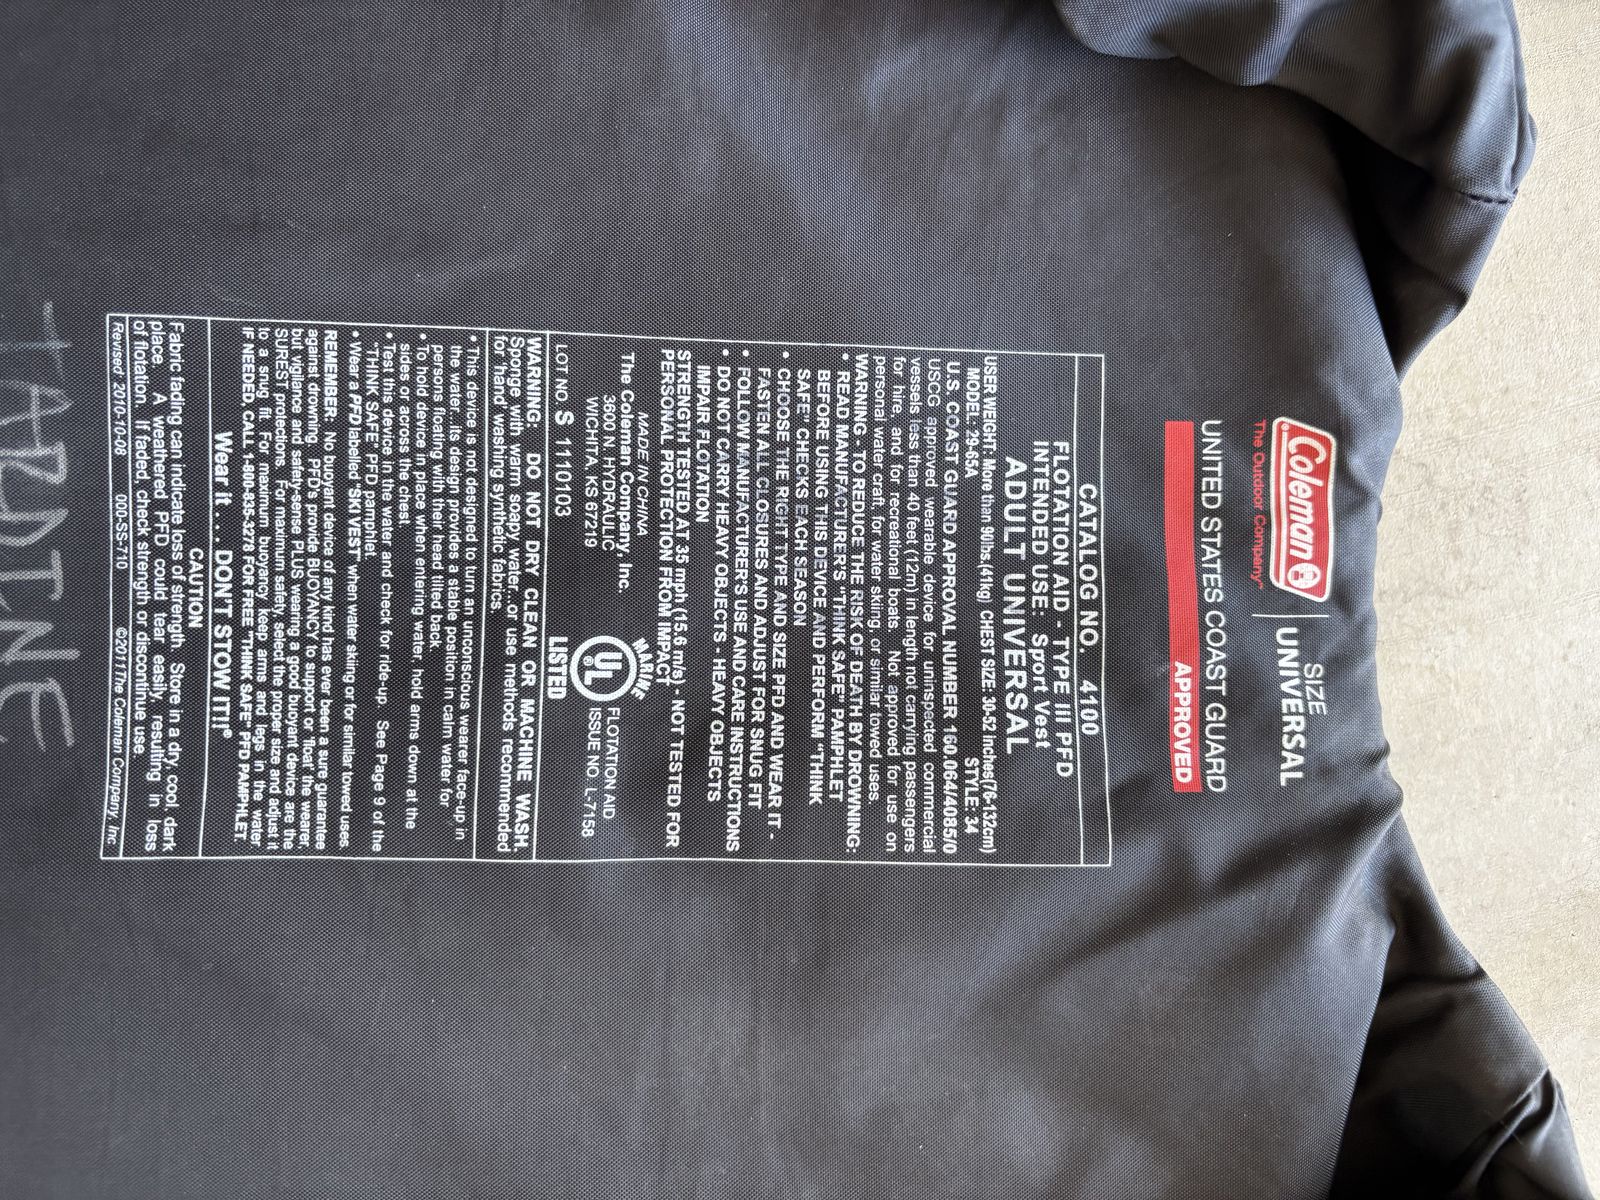 Coleman®
The Outdoor Company™
SIZE
UNIVERSAL
UNITED STATES COAST GUARD
APPROVED
CATALOG NO. 4100
FLOTATION AID - TYPE III PFD
INTENDED USE: Sport Vest
ADULT UNIVERSAL
USER WEIGHT: More than 90lbs.(41kg) CHEST SIZE: 30-52 inches(76-132cm)
MODEL: 29-65A STYLE: 34
U.S. COAST GUARD APPROVAL NUMBER 160.064/4085/0
USCG approved wearable device for uninspected commercial
vessels less than 40 feet (12m) in length not carrying passengers
for hire, and for recreational boats. Not approved for use on
personal water craft, for water skiing, or similar towed uses.
WARNING - TO REDUCE THE RISK OF DEATH BY DROWNING:
• READ MANUFACTURER'S "THINK SAFE" PAMPHLET
BEFORE USING THIS DEVICE AND PERFORM "THINK
SAFE" CHECKS EACH SEASON
• CHOOSE THE RIGHT TYPE AND SIZE PFD AND WEAR IT -
FASTEN ALL CLOSURES AND ADJUST FOR SNUG FIT
• FOLLOW MANUFACTURER'S USE AND CARE INSTRUCTIONS
• DO NOT CARRY HEAVY OBJECTS - HEAVY OBJECTS
IMPAIR FLOTATION
STRENGTH TESTED AT 35 mph (15.6 m/s) - NOT TESTED FOR
PERSONAL PROTECTION FROM IMPACT
The Coleman Company, Inc.
MADE IN CHINA
3600 N. HYDRAULIC
WICHITA, KS 67219
LOT NO S 1110103
MARINE
UL®
LISTED
FLOTATION AID
ISSUE NO. L-7158
WARNING: DO NOT DRY CLEAN OR MACHINE WASH.
Sponge with warm soapy water...or use methods recommended
for hand washing synthetic fabrics.
• This device is not designed to turn an unconscious wearer face-up in
the water. Its design provides a stable position in calm water for
persons floating with their head tilted back.
• To hold device in place when entering water, hold arms down at the
sides or across the chest.
• Test this device in the water and check for ride-up. See Page 9 of the
"THINK SAFE" PFD pamphlet.
• Wear a PFD labelled "SKI VEST" when water skiing or for similar towed uses.
REMEMBER: No buoyant device of any kind has ever been a sure guarantee
against drowning. PFD's provide BUOYANCY to support or 'float' the wearer,
but vigilance and safety-sense PLUS wearing a good buoyant device are the
SUREST protections. For maximum safety, select the proper size and adjust it
to a snug fit. For maximum buoyancy keep arms and legs in the water
IF NEEDED, CALL 1-800-835-3278 FOR FREE "THINK SAFE" PFD PAMPHLET.
Wear it . . . DON'T STOW IT!!®
CAUTION
Fabric fading can indicate loss of strength. Store in a dry, cool, dark
place. A weathered PFD could tear easily, resulting in loss
of flotation. If faded, check strength or discontinue use.
Revised 2010-10-08 000-SS-710 ©2011The Coleman Company, Inc.